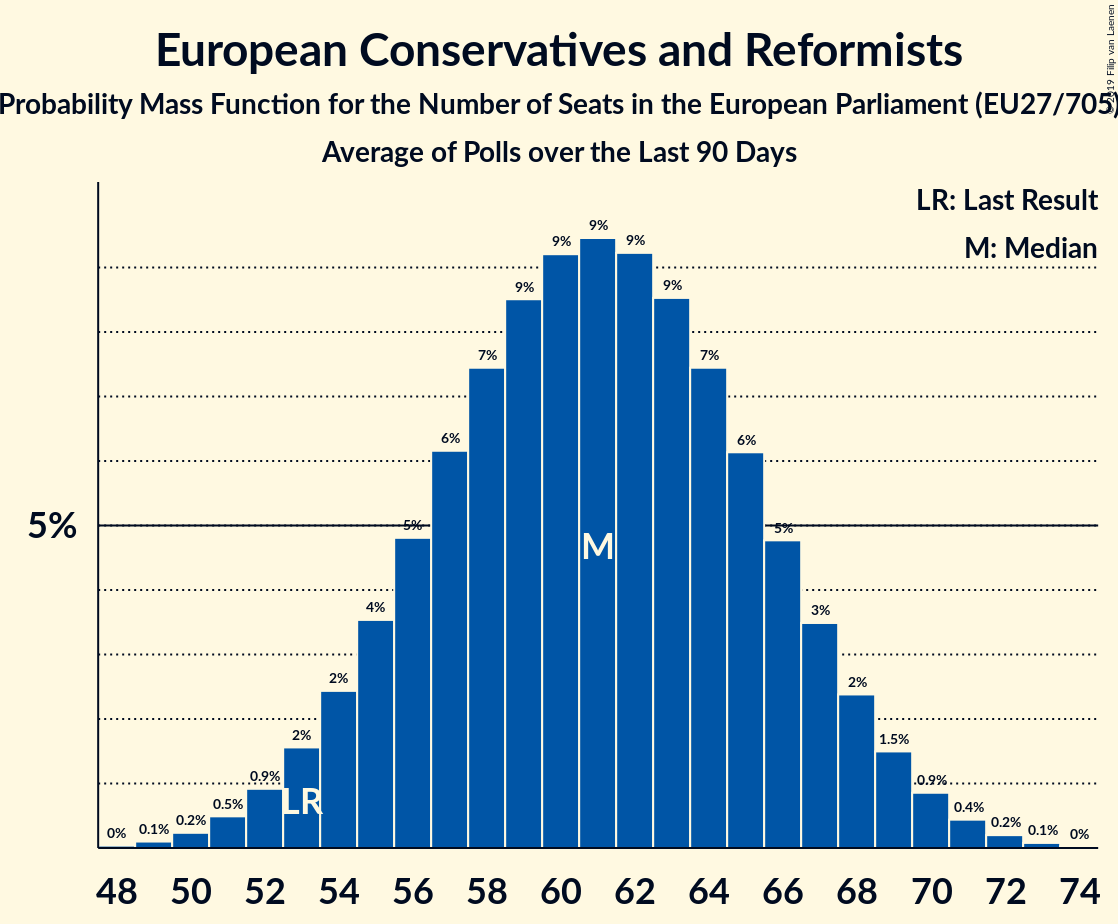 European Conservatives and Reformists
Probability Mass Function for the Number of Seats in the European Parliament (EU27/705)
Average of Polls over the Last 90 Days
© 2019 Filip van Laenen
LR: Last Result
M: Median
5%
0% 0.1% 0.2% 0.5% 0.9% 2% 2% 4% 5% 6% 7% 9% 9% 9% 9% 9% 7% 6% 5% 3% 2% 1.5% 0.9% 0.4% 0.2% 0.1% 0%
M
LR
48 50 52 54 56 58 60 62 64 66 68 70 72 74